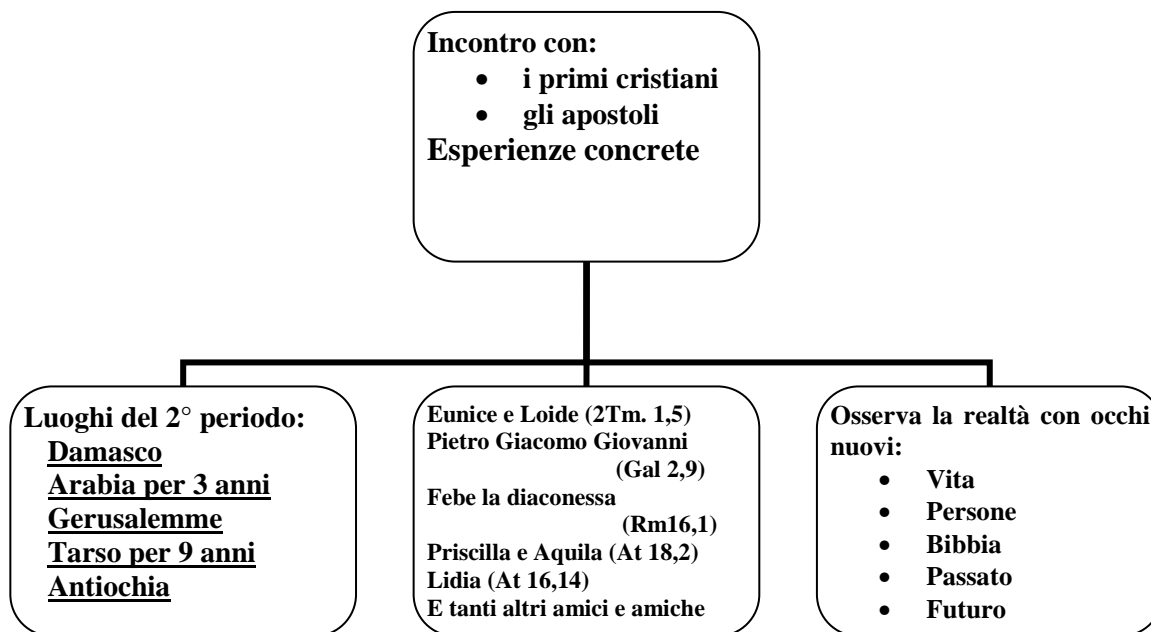 Incontro con:
• i primi cristiani
• gli apostoli
Esperienze concrete
Luoghi del 2° periodo:
Damasco
Arabia per 3 anni
Gerusalemme
Tarso per 9 anni
Antiochia
Eunice e Loide (2Tm. 1,5)
Pietro Giacomo Giovanni
(Gal 2,9)
Febe la diaconessa
(Rm16,1)
Priscilla e Aquila (At 18,2)
Lidia (At 16,14)
E tanti altri amici e amiche
Osserva la realtà con occhi
nuovi:
• Vita
• Persone
• Bibbia
• Passato
• Futuro